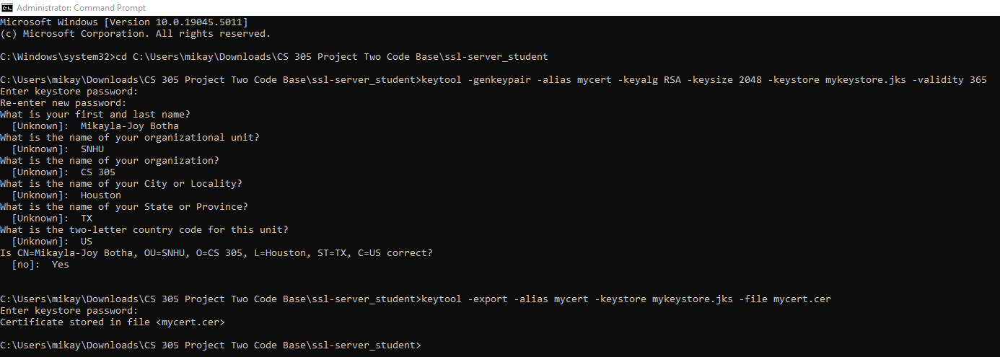 Administrator: Command Prompt
Microsoft Windows [Version 10.0.19045.5011]
(c) Microsoft Corporation. All rights reserved.
C:\Windows\system32>cd C:\Users\mikay\Downloads\CS 305 Project Two Code Base\ssl-server_student
C:\Users\mikay\Downloads\CS 305 Project Two Code Base\ssl-server_student>keytool -genkeypair -alias mycert -keyalg RSA -keysize 2048 -keystore mykeystore.jks -validity 365
Enter keystore password:
Re-enter new password:
What is your first and last name?
  [Unknown]:  Mikayla-Joy Botha
What is the name of your organizational unit?
  [Unknown]:  SNHU
What is the name of your organization?
  [Unknown]:  CS 305
What is the name of your City or Locality?
  [Unknown]:  Houston
What is the name of your State or Province?
  [Unknown]:  TX
What is the two-letter country code for this unit?
  [Unknown]:  US
Is CN=Mikayla-Joy Botha, OU=SNHU, O=CS 305, L=Houston, ST=TX, C=US correct?
  [no]:  Yes
C:\Users\mikay\Downloads\CS 305 Project Two Code Base\ssl-server_student>keytool -export -alias mycert -keystore mykeystore.jks -file mycert.cer
Enter keystore password:
Certificate stored in file <mycert.cer>
C:\Users\mikay\Downloads\CS 305 Project Two Code Base\ssl-server_student>